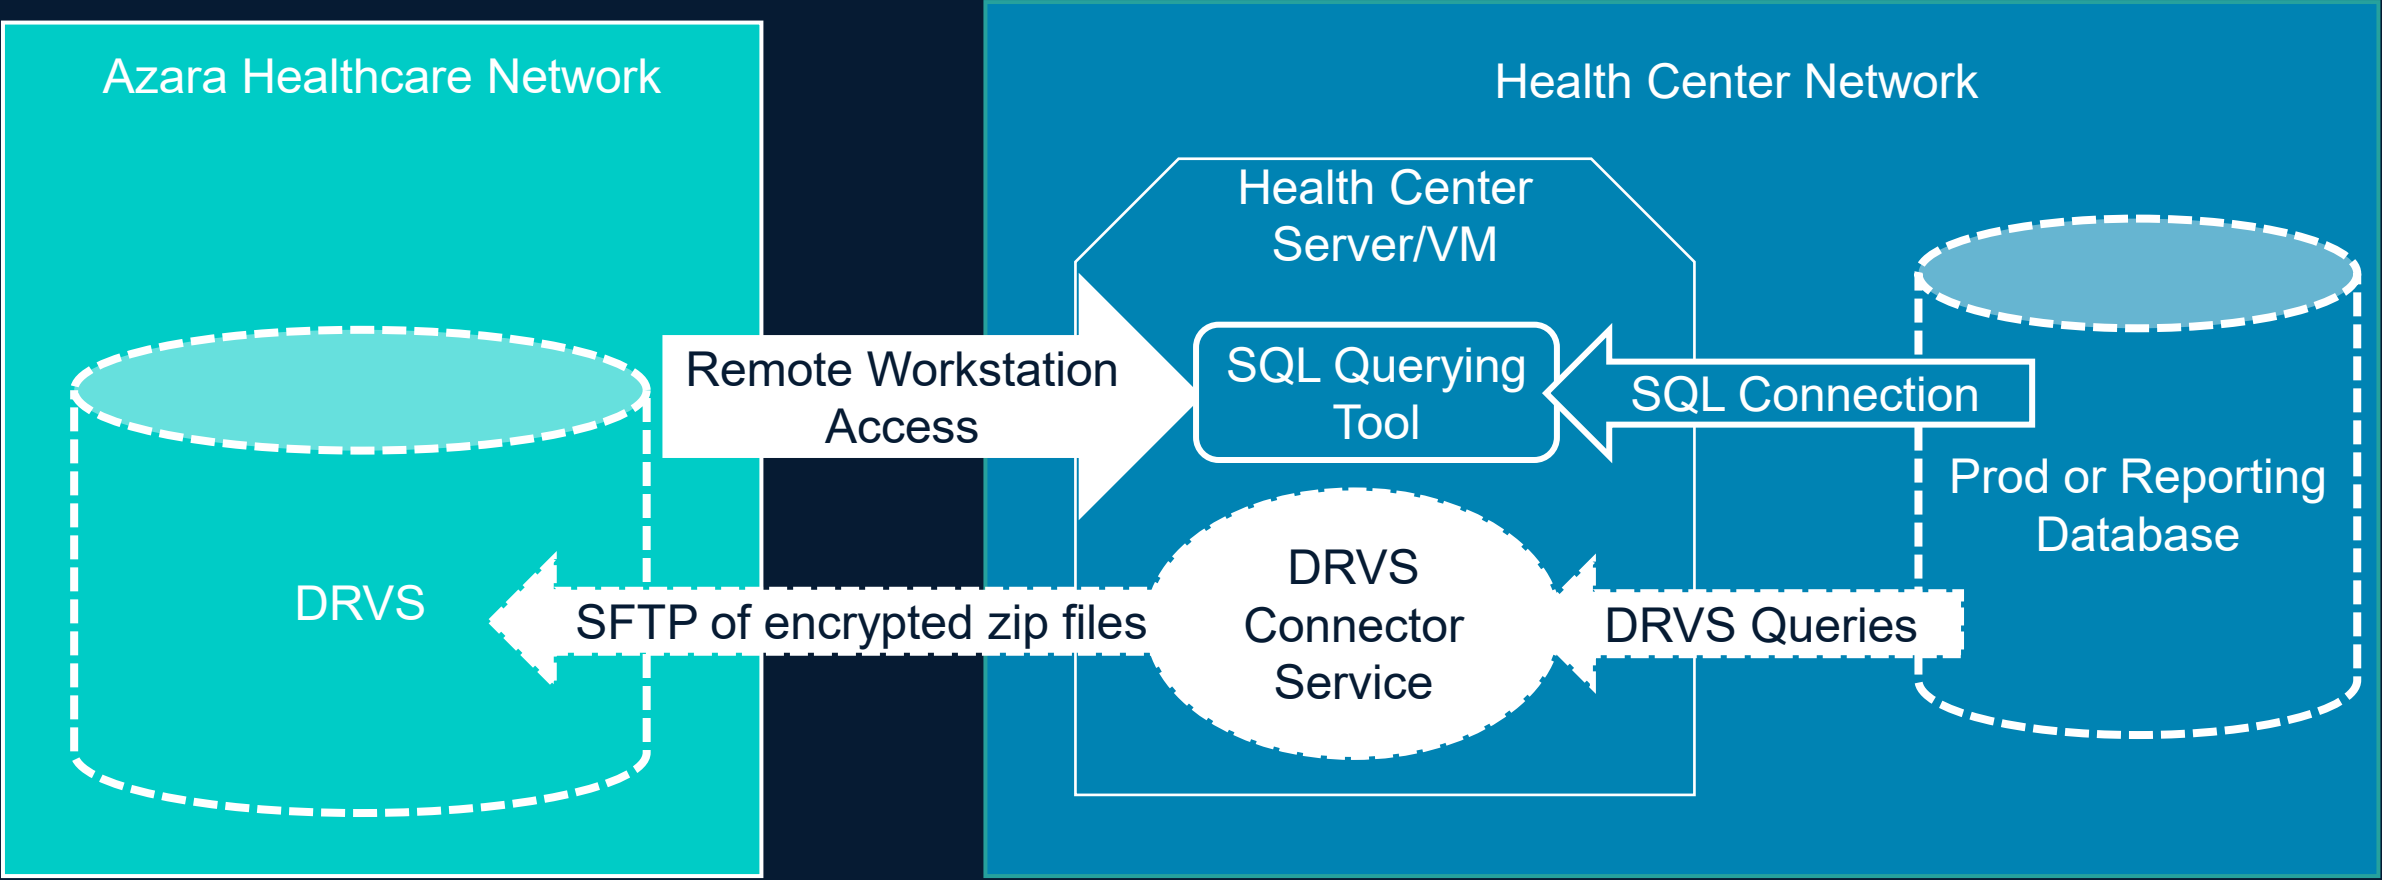 Azara Healthcare Network
Health Center Network
Health Center
Server/VM
Remote Workstation
Access
SQL Querying
Tool
SQL Connection
Prod or Reporting
Database
DRVS
SFTP of encrypted zip files
DRVS
Connector
Service
DRVS Queries